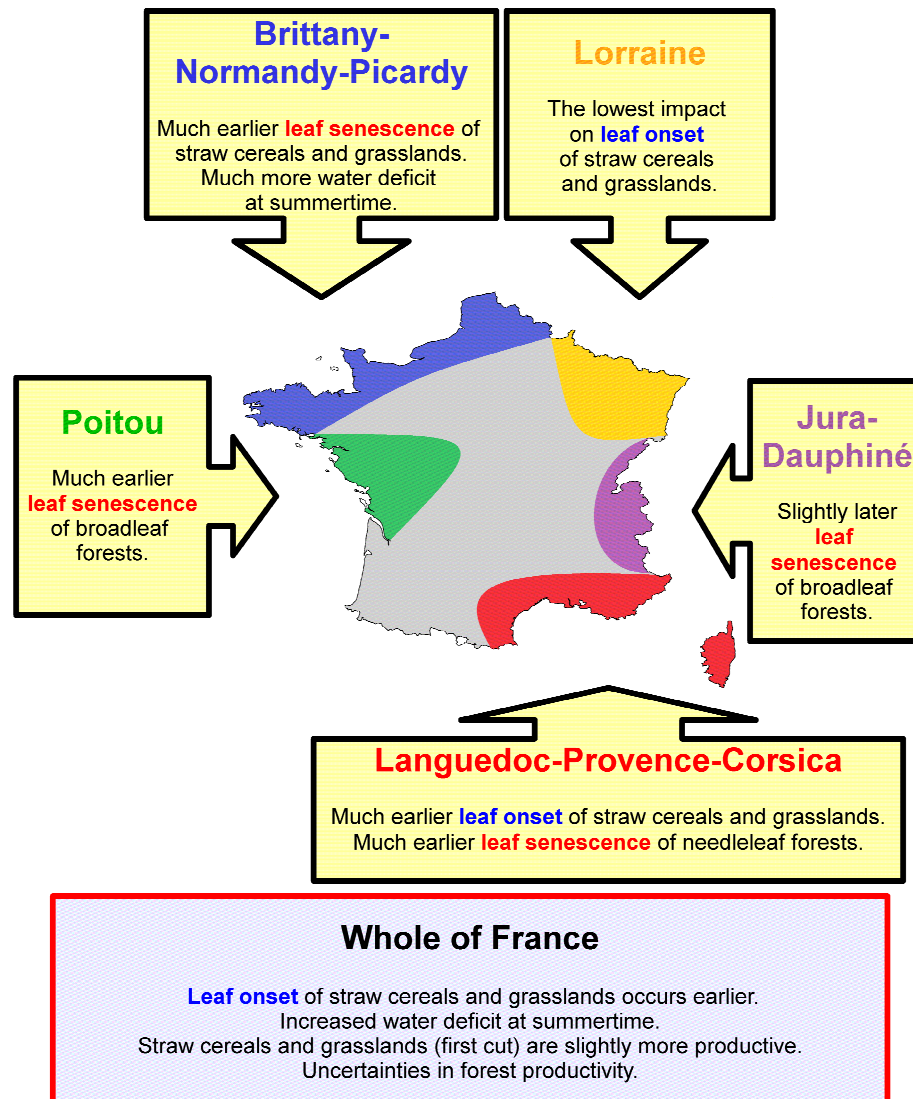 Brittany-
Normandy-Picardy
Much earlier leaf senescence of
straw cereals and grasslands.
Much more water deficit
at summertime.
Lorraine
The lowest impact
on leaf onset
of straw cereals
and grasslands.
Poitou
Much earlier
leaf senescence
of broadleaf
forests.
Jura-
Dauphiné
Slightly later
leaf
senescence
of broadleaf
forests.
Languedoc-Provence-Corsica
Much earlier leaf onset of straw cereals and grasslands.
Much earlier leaf senescence of needleleaf forests.
Whole of France
Leaf onset of straw cereals and grasslands occurs earlier.
Increased water deficit at summertime.
Straw cereals and grasslands (first cut) are slightly more productive.
Uncertainties in forest productivity.